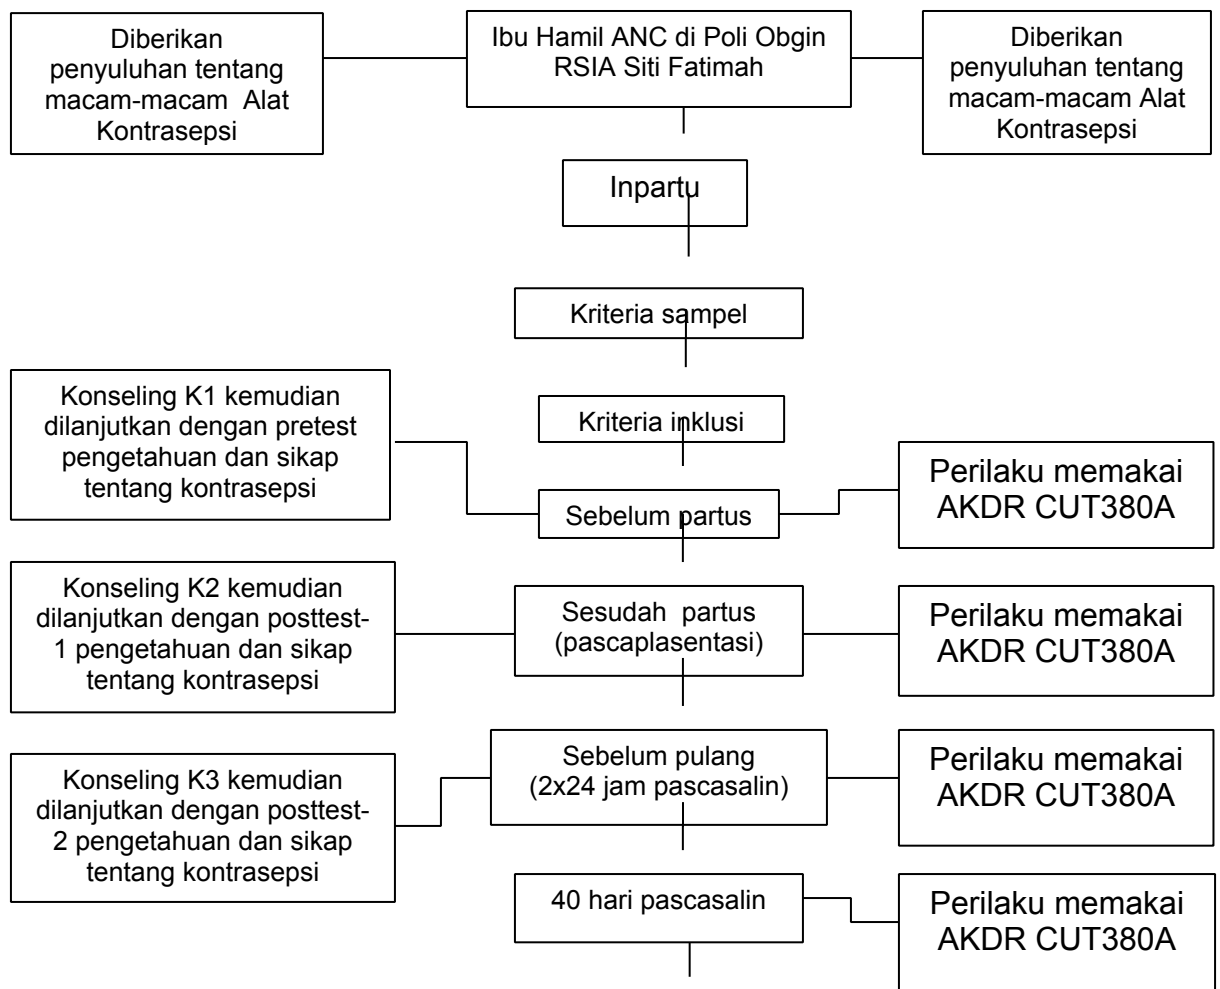 Diberikan
penyuluhan tentang
macam-macam Alat
Kontrasepsi
Ibu Hamil ANC di Poli Obgin
RSIA Siti Fatimah
Diberikan
penyuluhan tentang
macam-macam Alat
Kontrasepsi
Inpartu
Kriteria sampel
Konseling K1 kemudian
dilanjutkan dengan pretest
pengetahuan dan sikap
tentang kontrasepsi
Kriteria inklusi
Sebelum partus
Perilaku memakai
AKDR CUT380A
Konseling K2 kemudian
dilanjutkan dengan posttest-
1 pengetahuan dan sikap
tentang kontrasepsi
Sesudah partus
(pascaplasentasi)
Perilaku memakai
AKDR CUT380A
Konseling K3 kemudian
dilanjutkan dengan posttest-
2 pengetahuan dan sikap
tentang kontrasepsi
Sebelum pulang
(2x24 jam pascasalin)
Perilaku memakai
AKDR CUT380A
40 hari pascasalin
Perilaku memakai
AKDR CUT380A